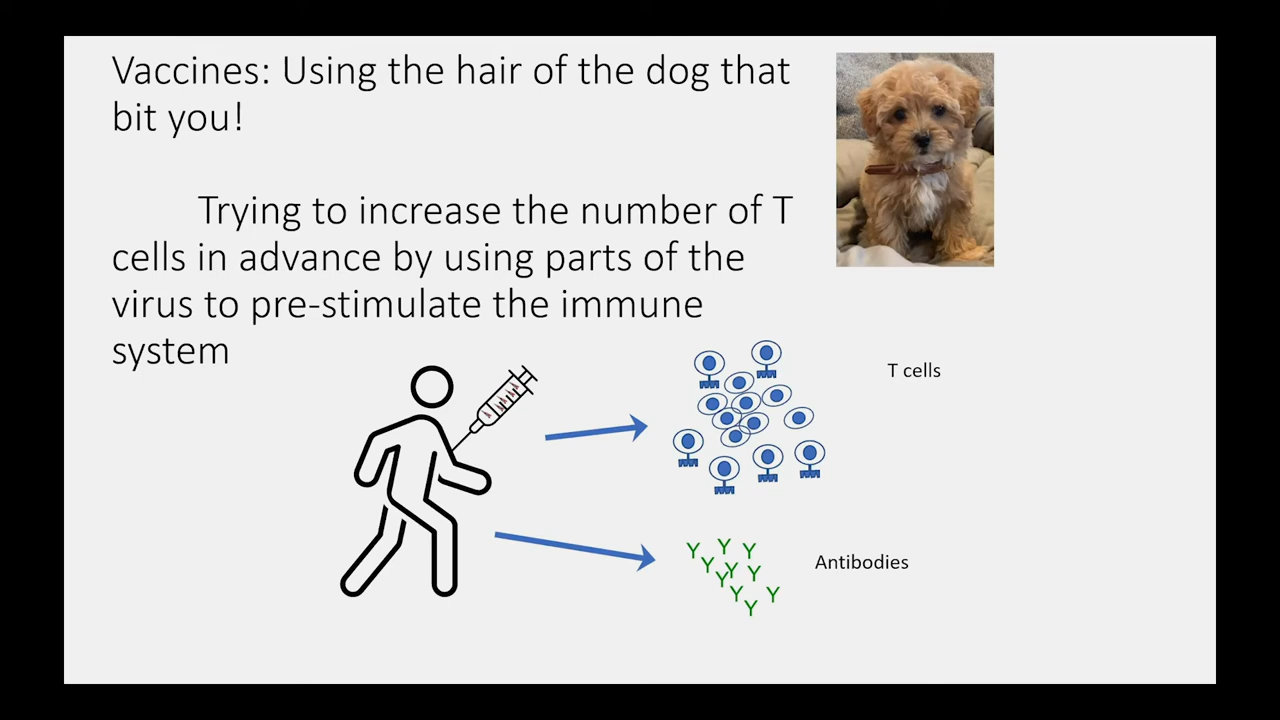 Vaccines: Using the hair of the dog that
bit you!
Trying to increase the number of T
cells in advance by using parts of the
virus to pre-stimulate the immune
system
T cells
Y Y Y
Y Y Y
Y
Y Y
Y
Antibodies